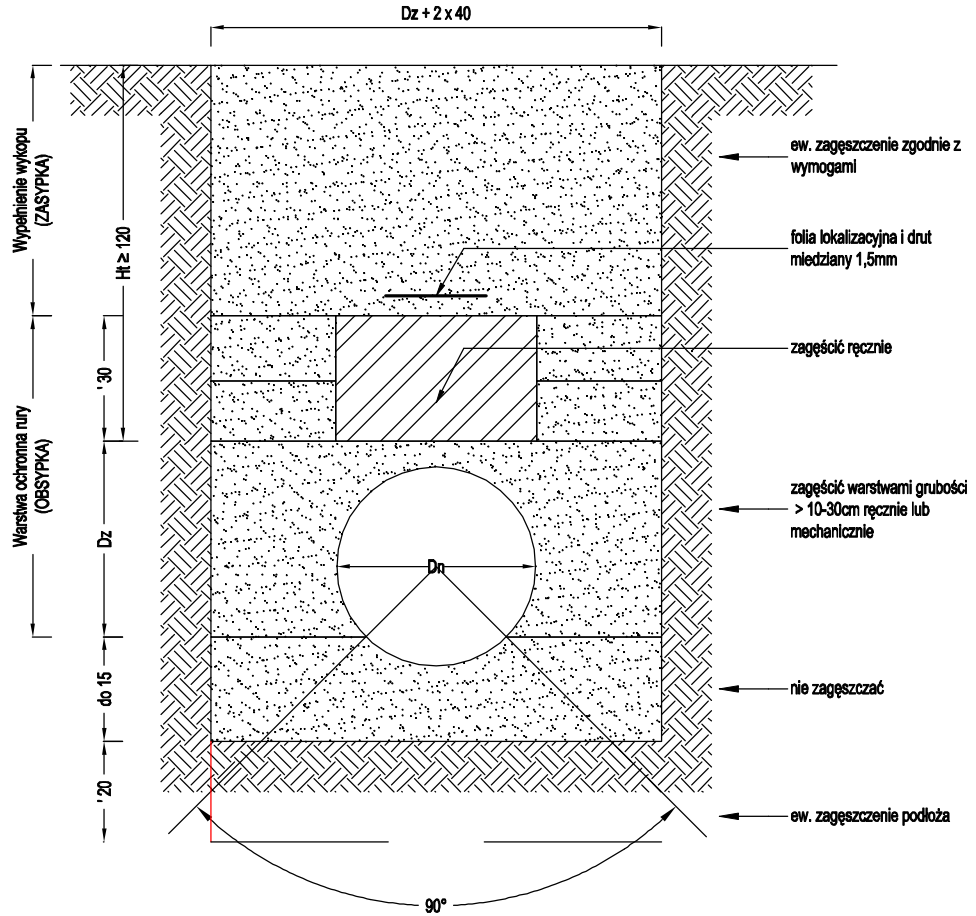 Dz + 2 x 40
Wypełnienie wykopu
(ZASYPKA)
Ht ≥ 120
ew. zagęszczenie zgodnie z
wymogami
folia lokalizacyjna i drut
miedziany 1,5mm
Warstwa ochronna rury
(OBSYPKA)
' 30
zagęścić ręcznie
Dz
Dn
zagęścić warstwami grubości
> 10-30cm ręcznie lub
mechanicznie
do 15
nie zagęszczać
' 20
ew. zagęszczenie podłoża
90°